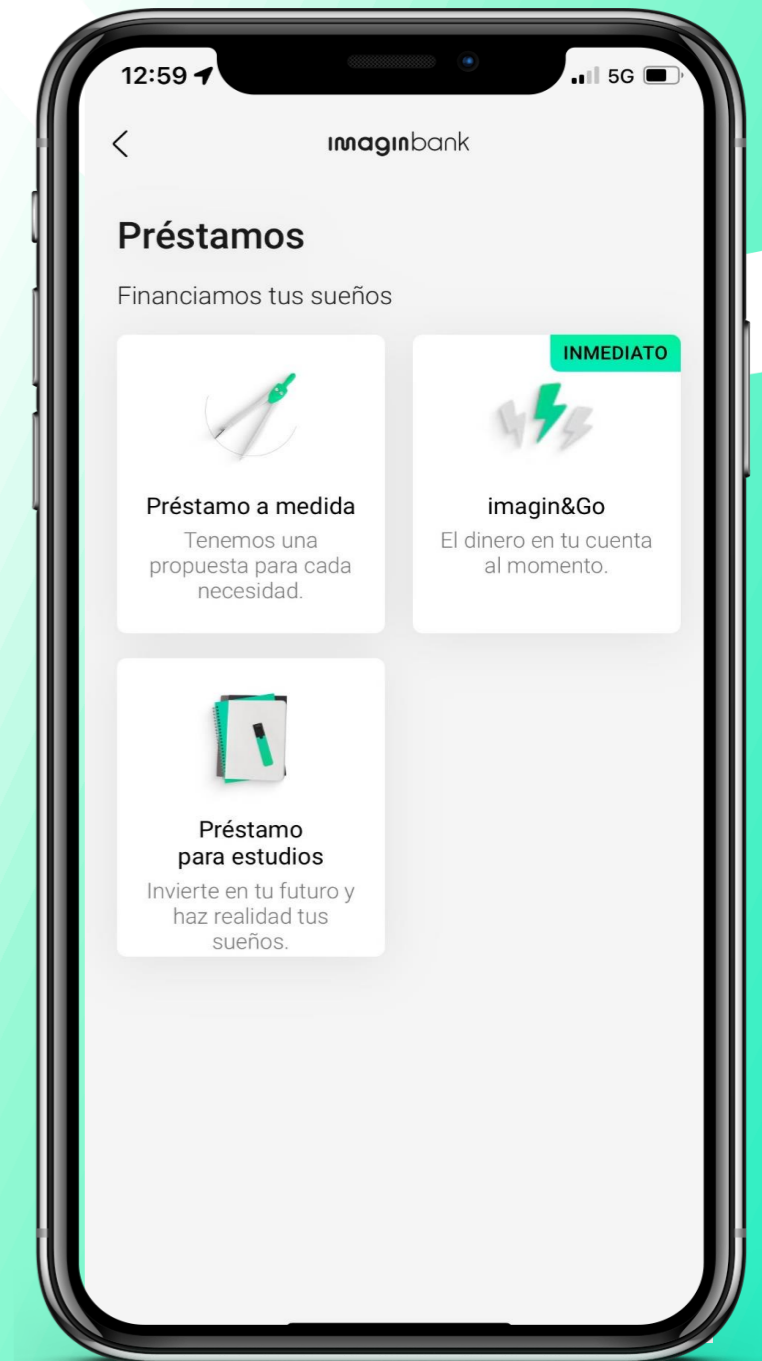 12:59
5G
imaginbank
Préstamos
Financiamos tus sueños
INMEDIATO
Préstamo a medida
Tenemos una
propuesta para cada
necesidad.
imagin&Go
El dinero en tu cuenta
al momento.
Préstamo
para estudios
Invierte en tu futuro y
haz realidad tus
sueños.